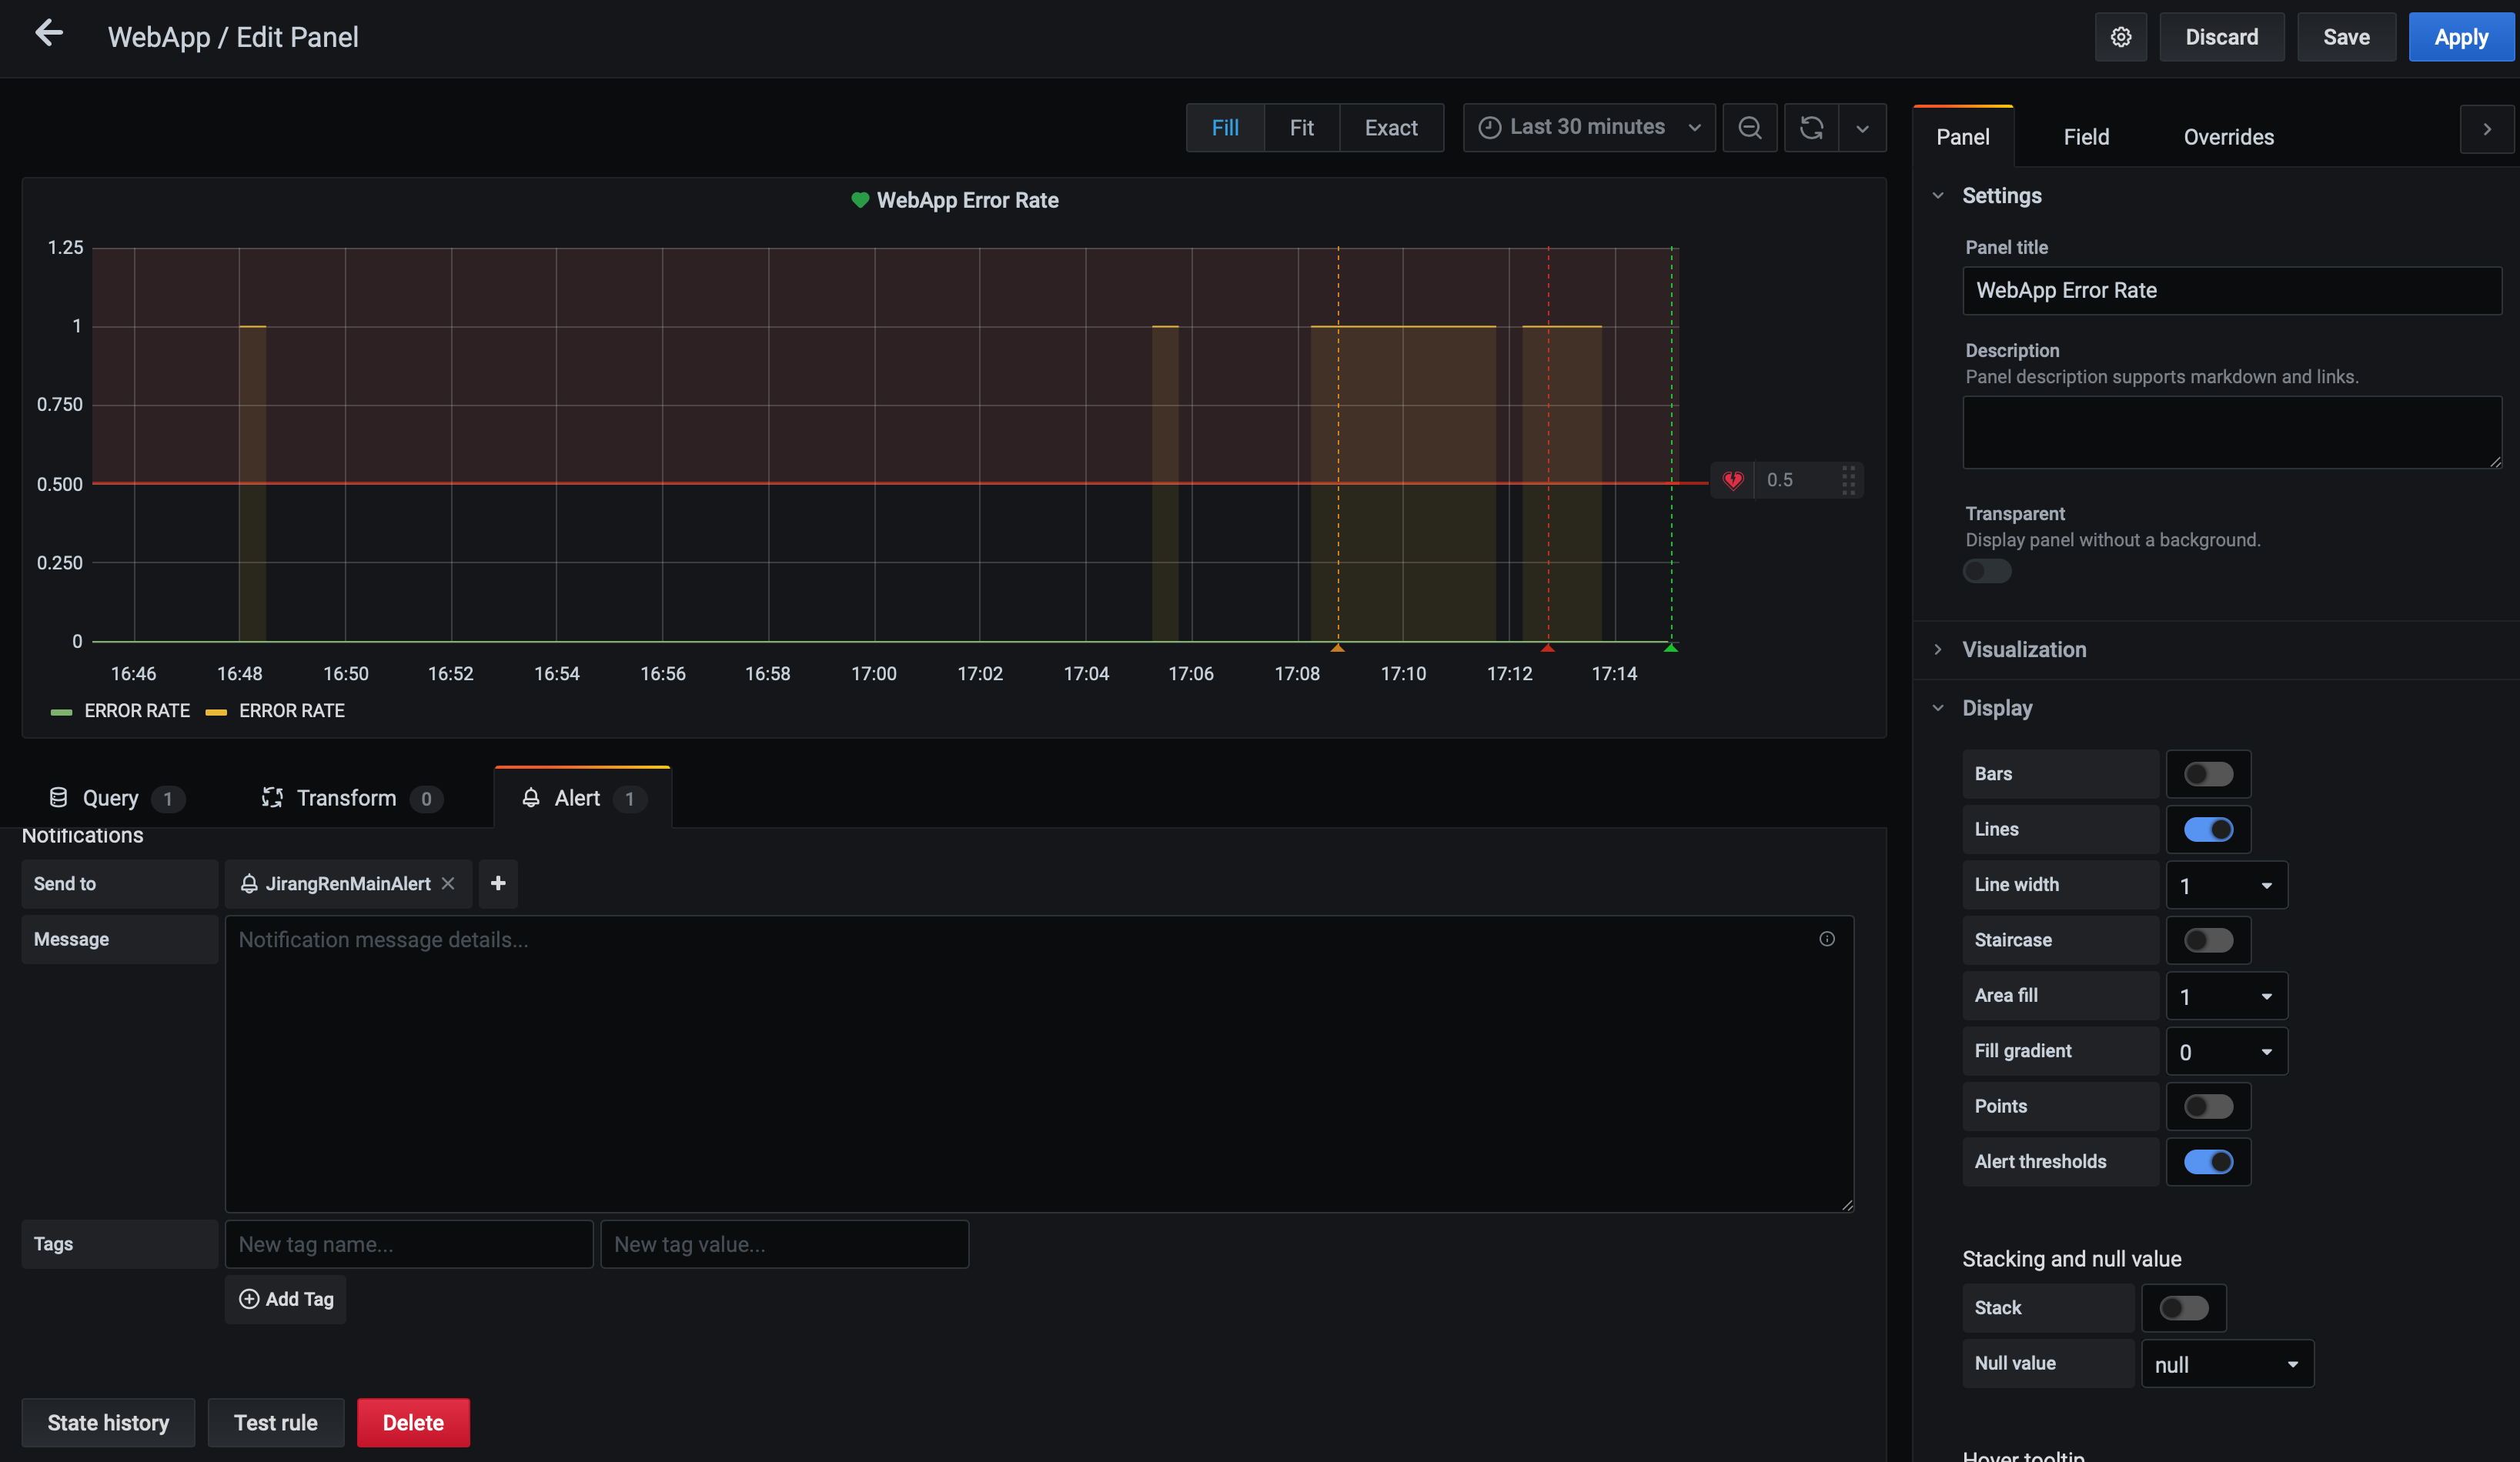 WebApp / Edit Panel
Discard
Save
Apply
Fill
Fit
Exact
Last 30 minutes
Panel
Field
Overrides
WebApp Error Rate
1.25
1
0.750
0.500
0.250
0
0.5
16:46
16:48
16:50
16:52
16:54
16:56
16:58
17:00
17:02
17:04
17:06
17:08
17:10
17:12
17:14
ERROR RATE
ERROR RATE
Query 1
Transform 0
Alert 1
Notifications
Send to
JirangRenMainAlert
Message
Notification message details...
Tags
New tag name...
New tag value...
Add Tag
State history
Test rule
Delete
Settings
Panel title
WebApp Error Rate
Description
Panel description supports markdown and links.
Transparent
Display panel without a background.
Visualization
Display
Bars
Lines
Line width
1
Staircase
Area fill
1
Fill gradient
0
Points
Alert thresholds
Stacking and null value
Stack
Null value
null
Hover tooltip